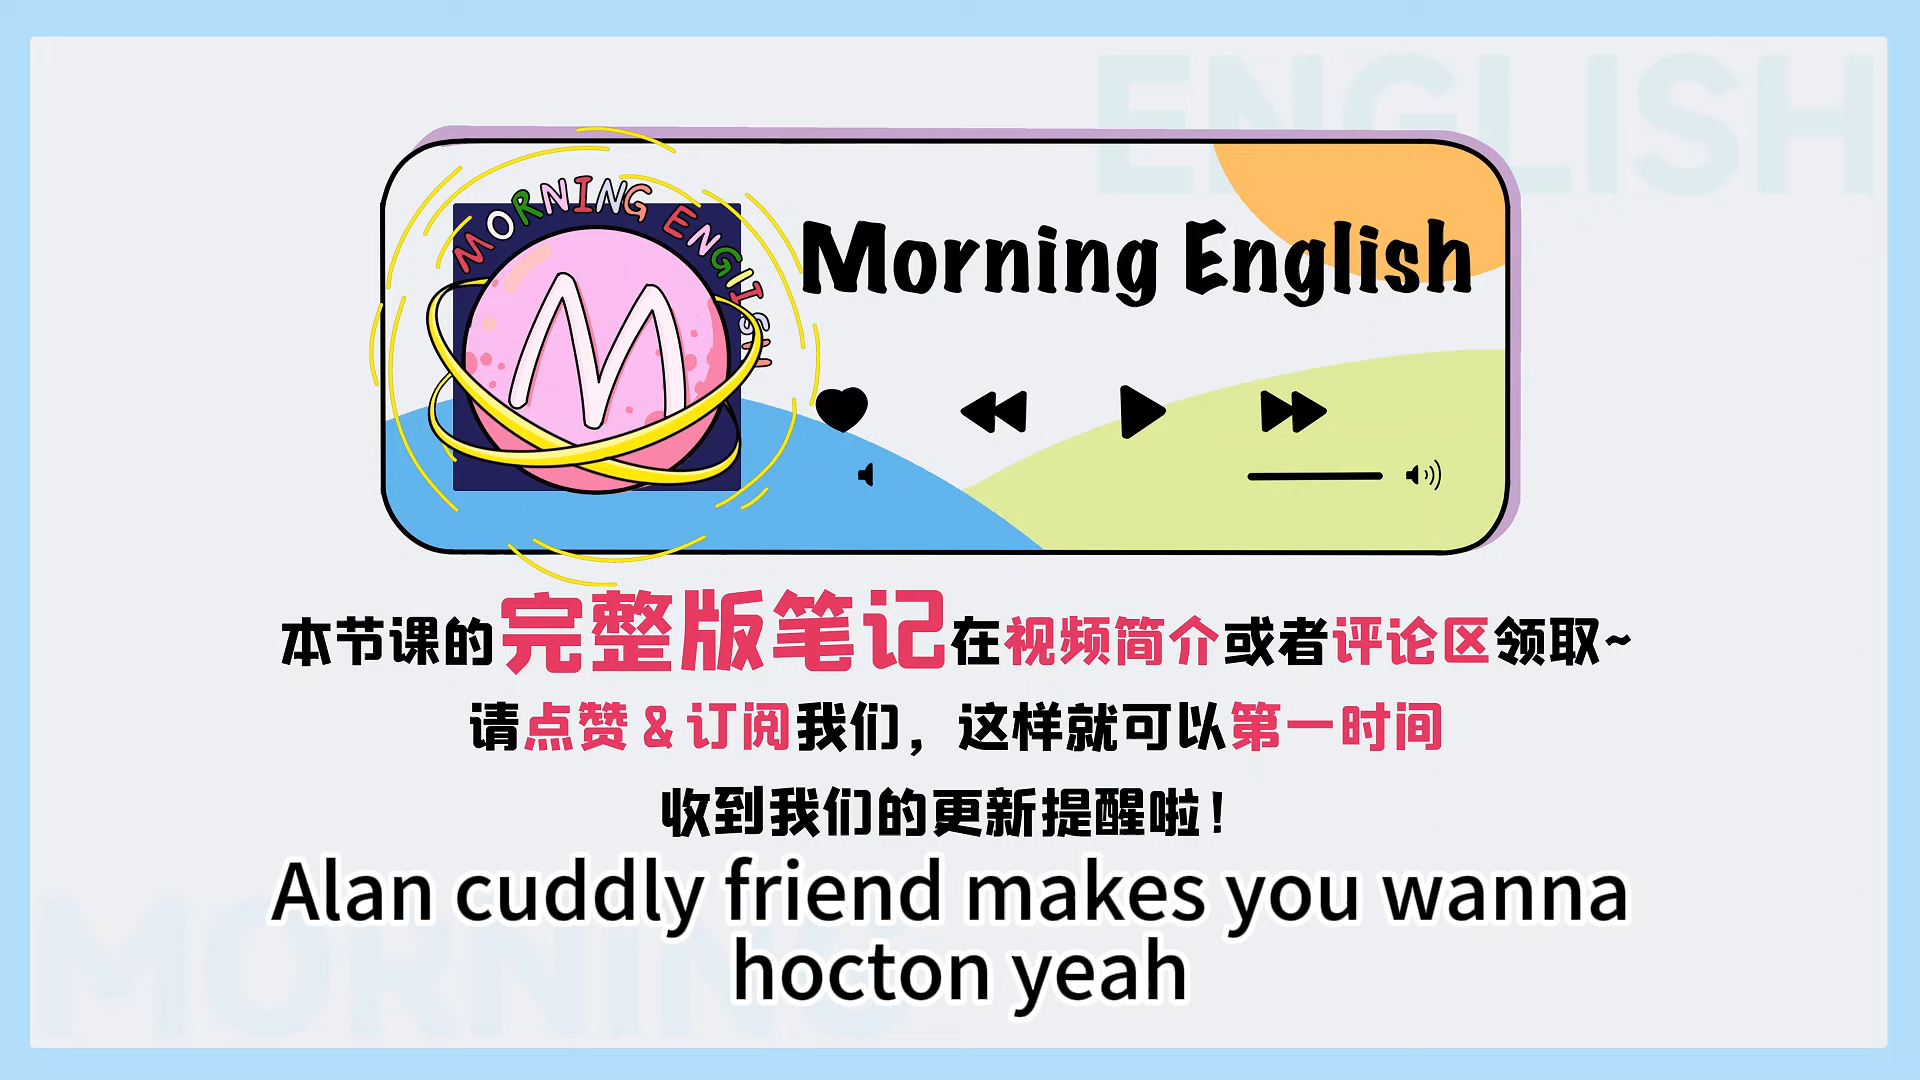 ENGLISH
MORNING ENGLISH
M
Morning English
本节课的完整版笔记在视频简介或者评论区领取~
请点赞&订阅我们，这样就可以第一时间
收到我们的更新提醒啦！
Alan cuddly friend makes you wanna
hocton yeah
MORNING